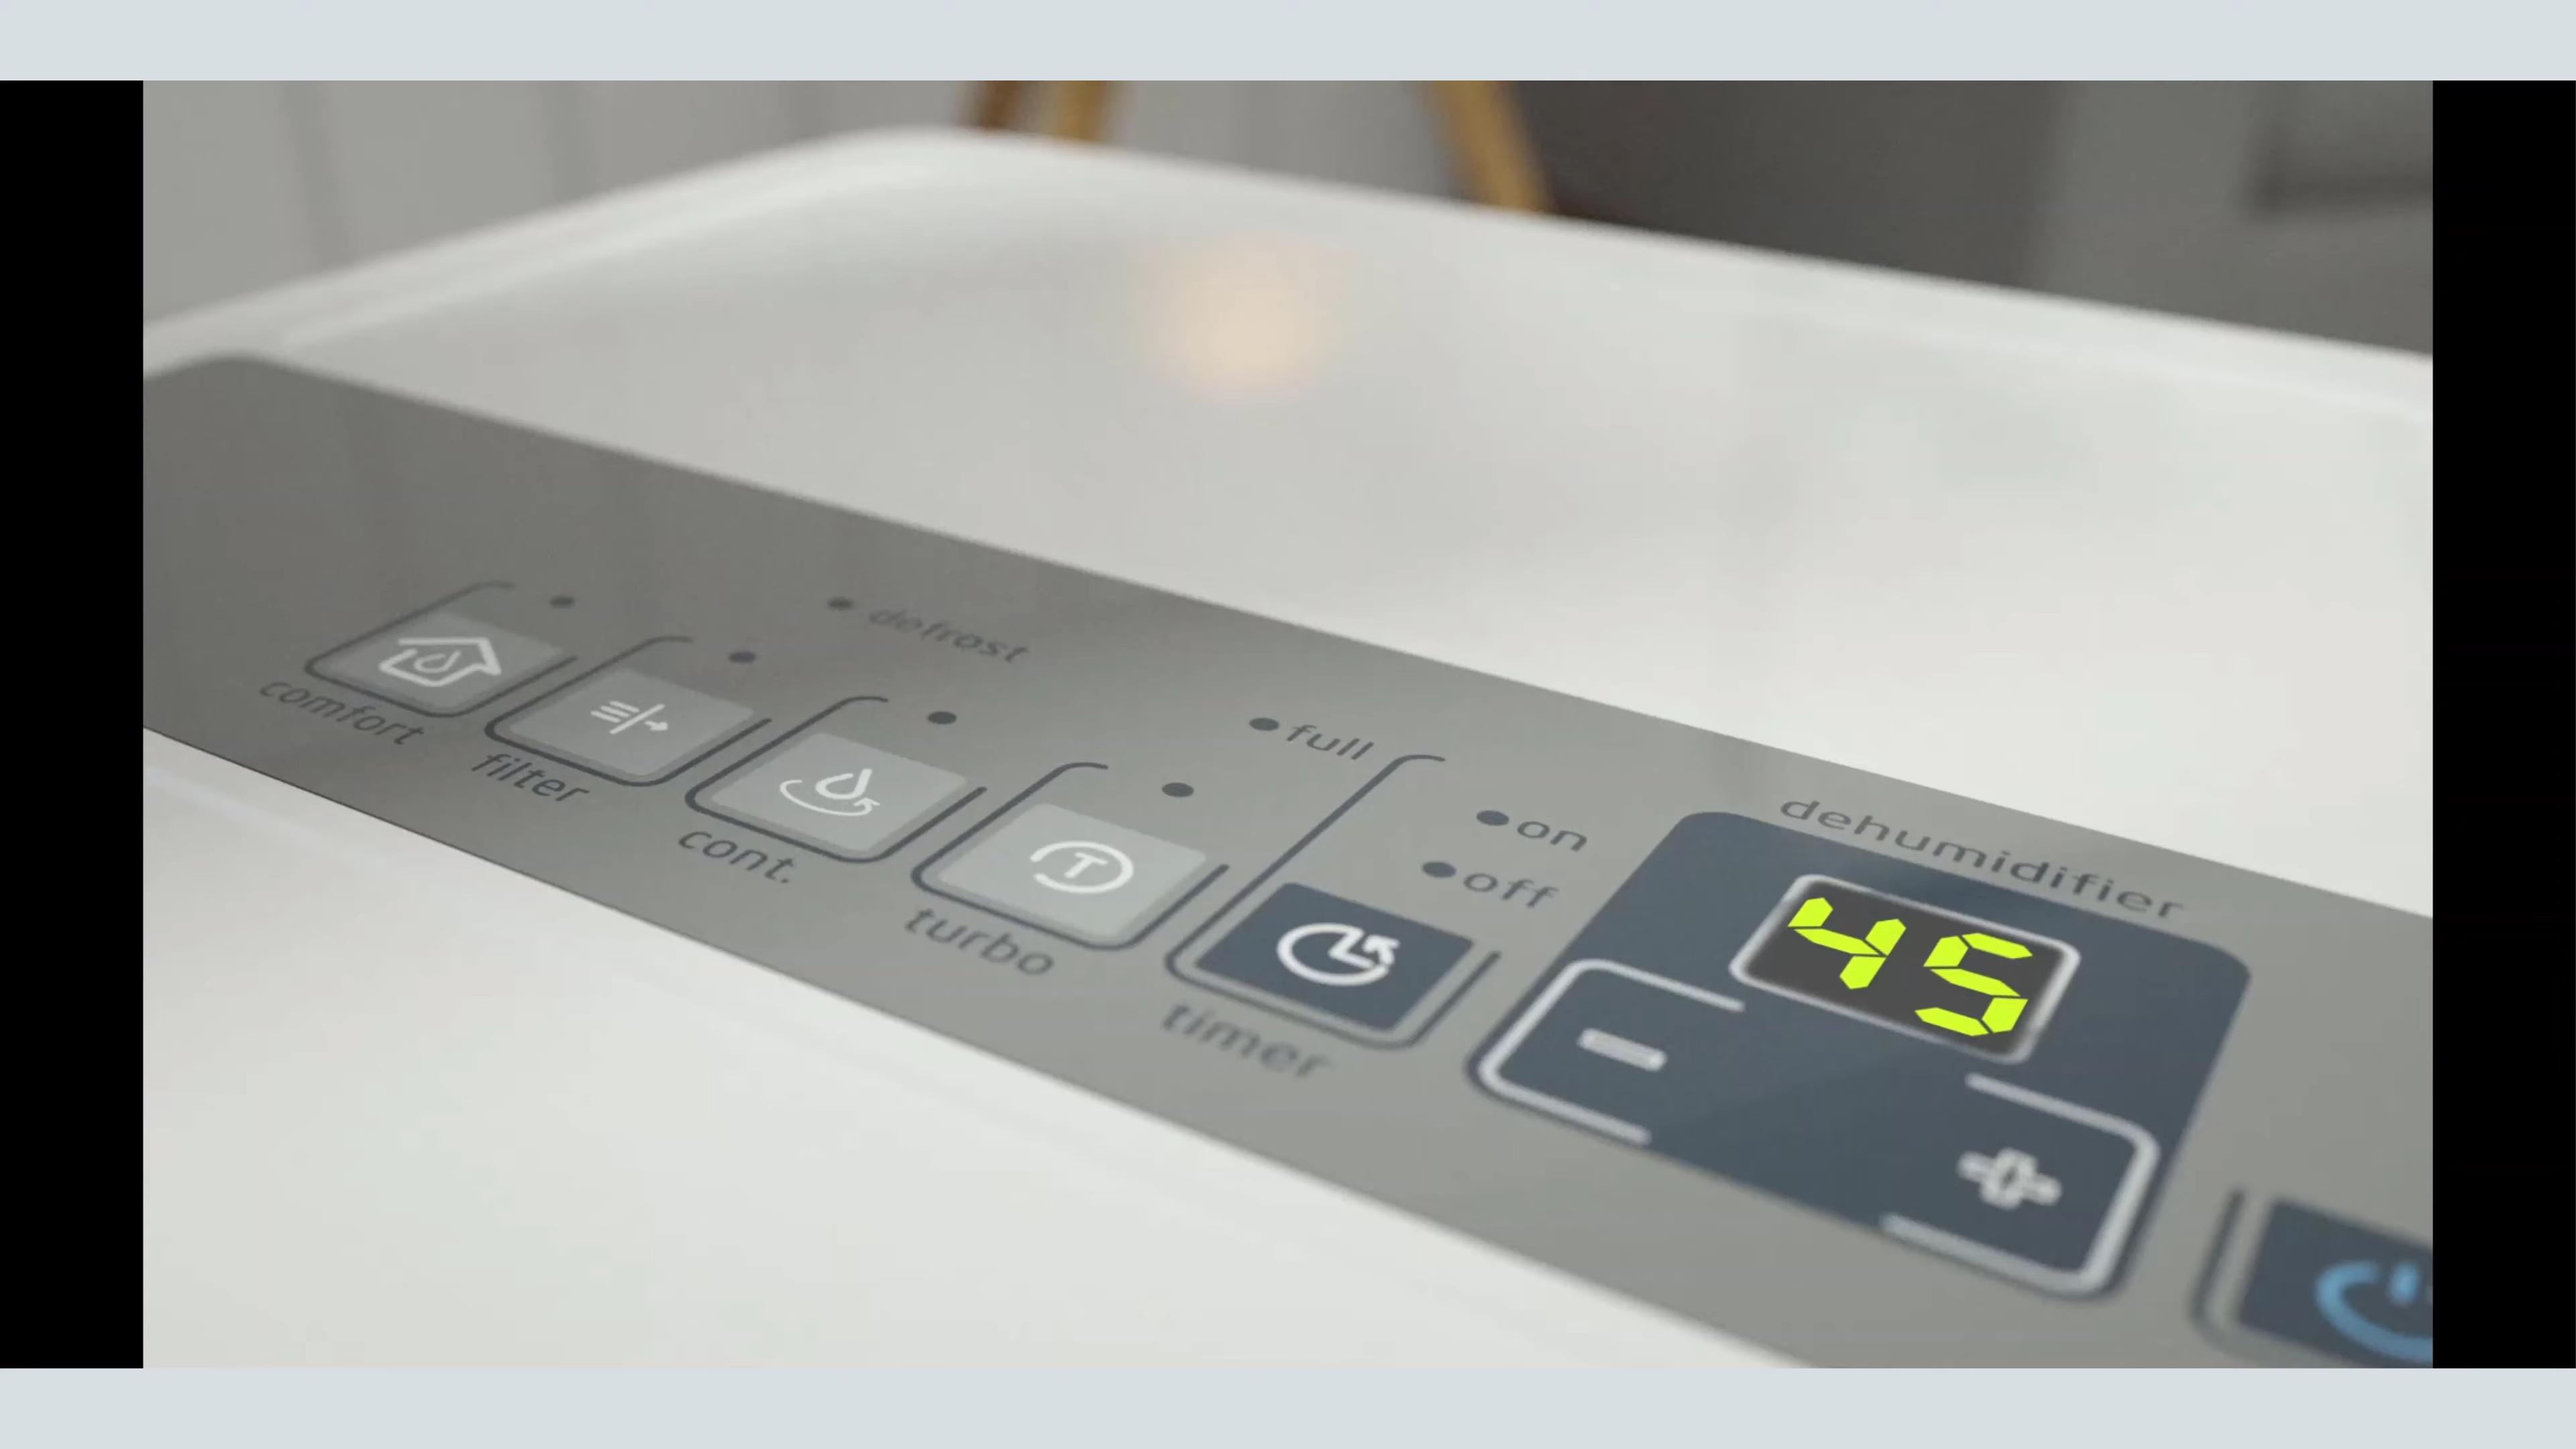 defrost
comfort
filter
cont.
turbo
full
on
off
timer
dehumidifier
45
T